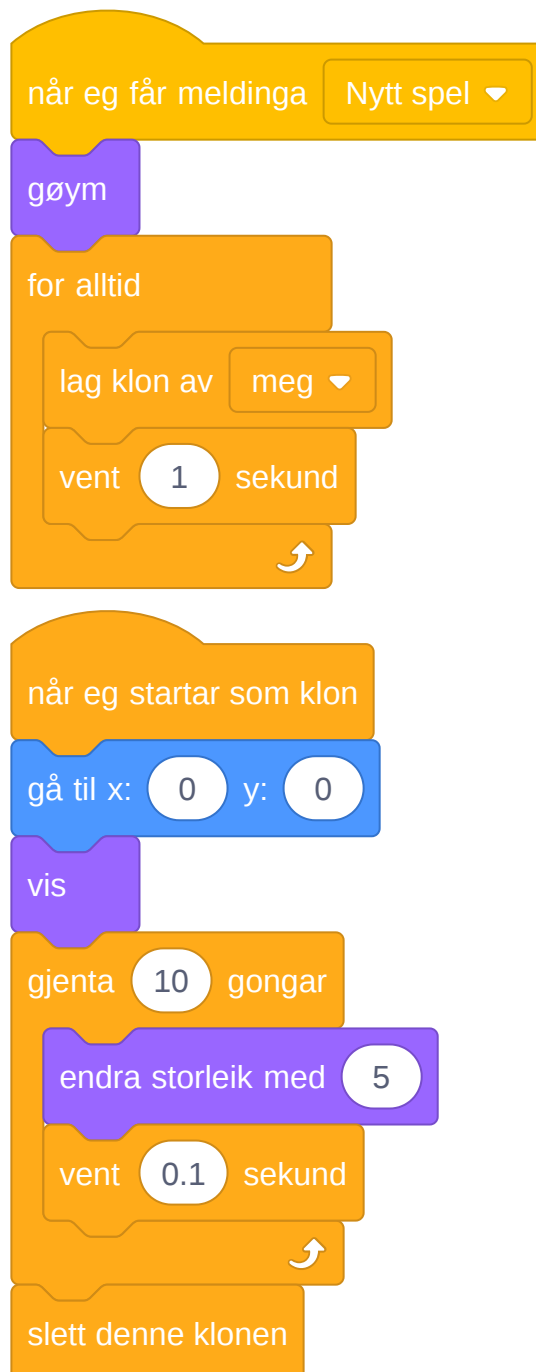 når eg får meldinga Nytt spel
gøym
for alltid
lag klon av meg
vent 1 sekund
når eg startar som klon
gå til x: 0 y: 0
vis
gjenta 10 gongar
endra storleik med 5
vent 0.1 sekund
slett denne klonen